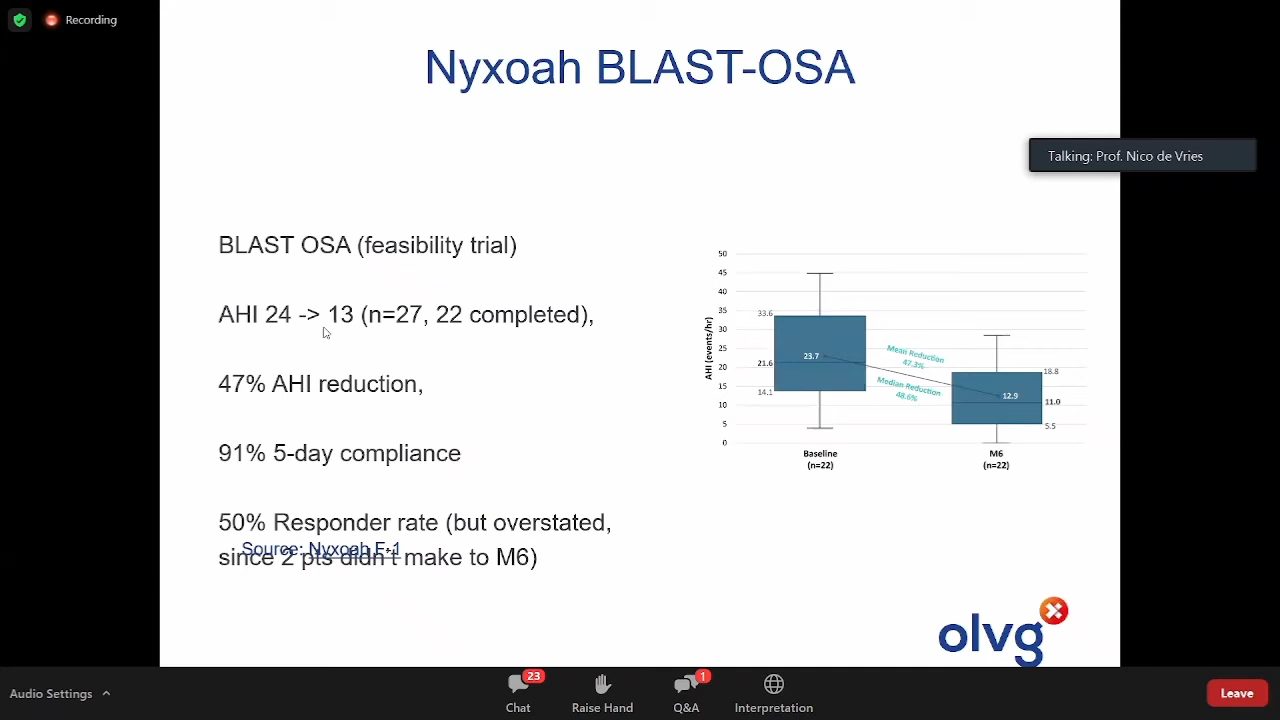 Recording
Nyxoah BLAST-OSA
Talking: Prof. Nico de Vries
BLAST OSA (feasibility trial)
AHI 24 -> 13 (n=27, 22 completed),
47% AHI reduction,
91% 5-day compliance
50% Responder rate (but overstated,
since 2 pts didn't make to M6)
Source: Nyxoah F-1
AHI (events/hr)
50
45
40
35
30
25
20
15
10
5
0
33.6
23.7
21.6
14.1
Mean Reduction
47.3%
Median Reduction
48.6%
18.8
12.9
11.0
5.5
Baseline
(n=22)
M6
(n=22)
olvg
Audio Settings
23
Chat
Raise Hand
1
Q&A
Interpretation
Leave